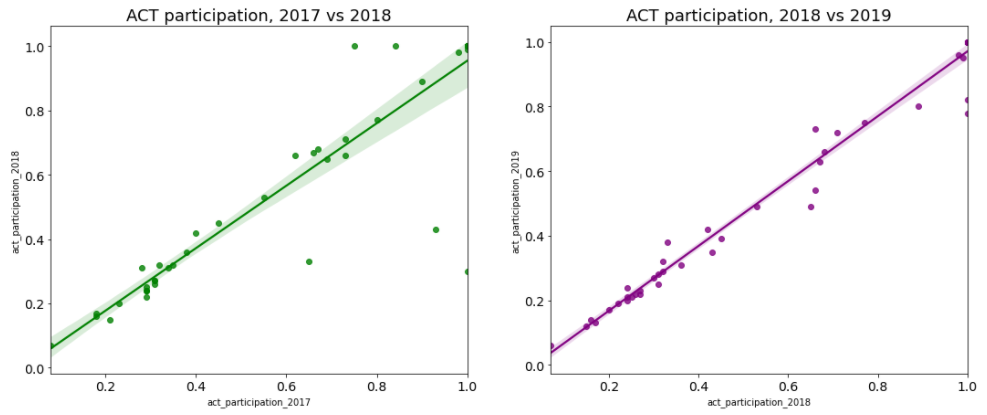 ACT participation, 2017 vs 2018
1.0
0.8
0.6
0.4
0.2
0.0
act_participation_2018
0.2 0.4 0.6 0.8 1.0
act_participation_2017
ACT participation, 2018 vs 2019
1.0
0.8
0.6
0.4
0.2
0.0
act_participation_2019
0.2 0.4 0.6 0.8 1.0
act_participation_2018